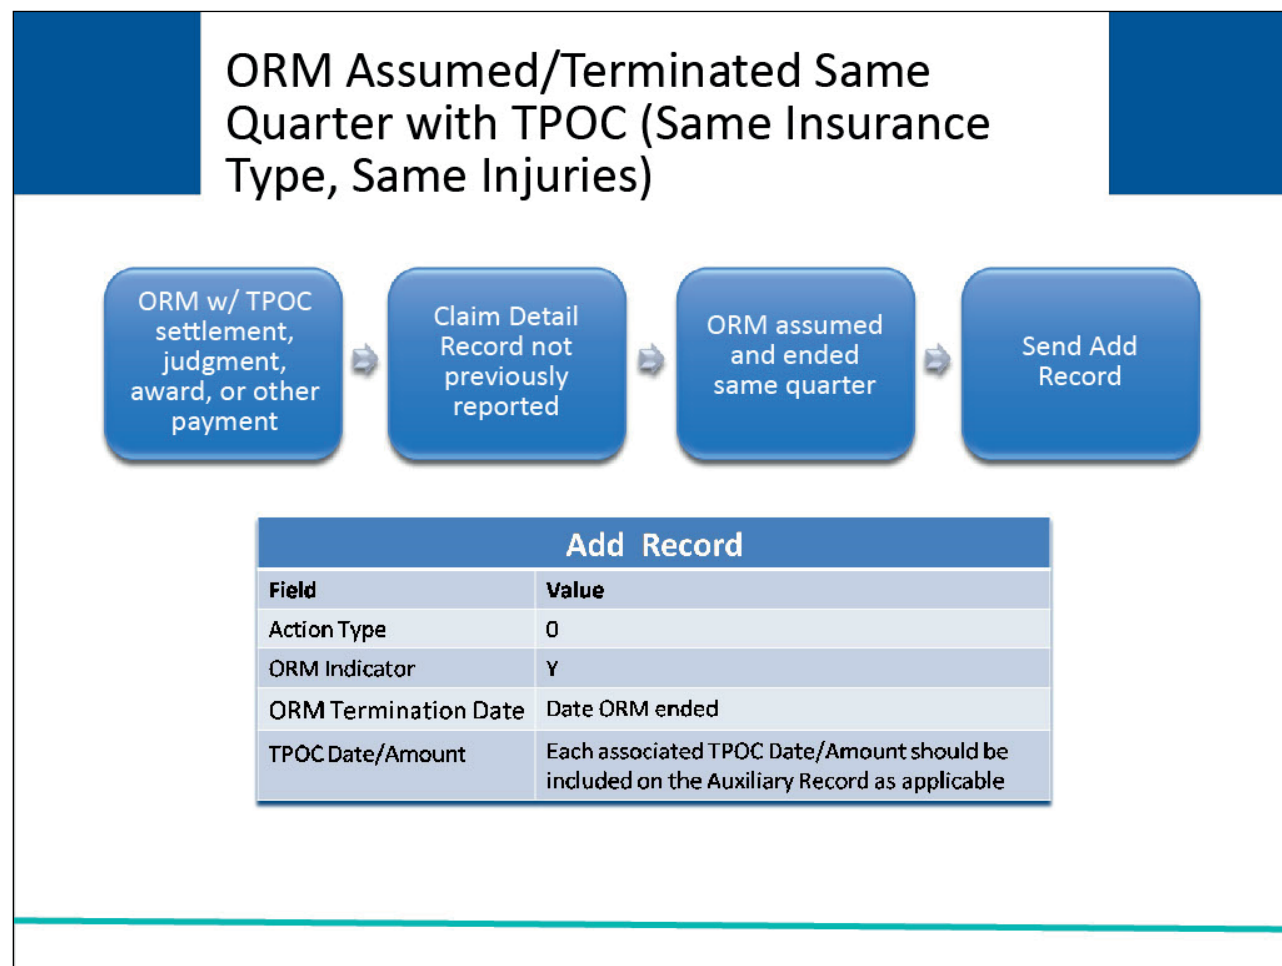 ORM Assumed/Terminated Same
Quarter with TPOC (Same Insurance
Type, Same Injuries)
ORM w/ TPOC
settlement,
judgment,
award, or other
payment
Claim Detail
Record not
previously
reported
ORM assumed
and ended
same quarter
Send Add
Record
Add Record
Field Value
Action Type 0
ORM Indicator Y
ORM Termination Date Date ORM ended
TPOC Date/Amount Each associated TPOC Date/Amount should be
included on the Auxiliary Record as applicable